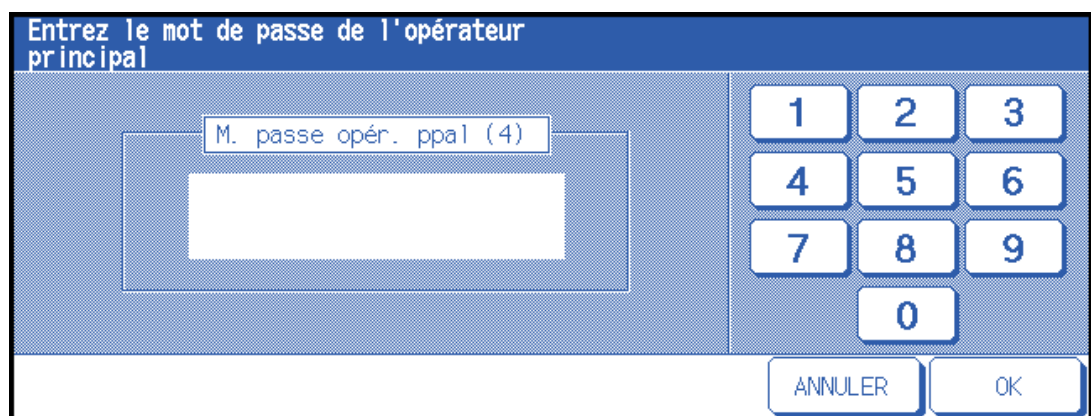 Entrez le mot de passe de l'opérateur
principal
M. passe opér. ppal (4)
1 2 3
4 5 6
7 8 9
0
ANNULER OK